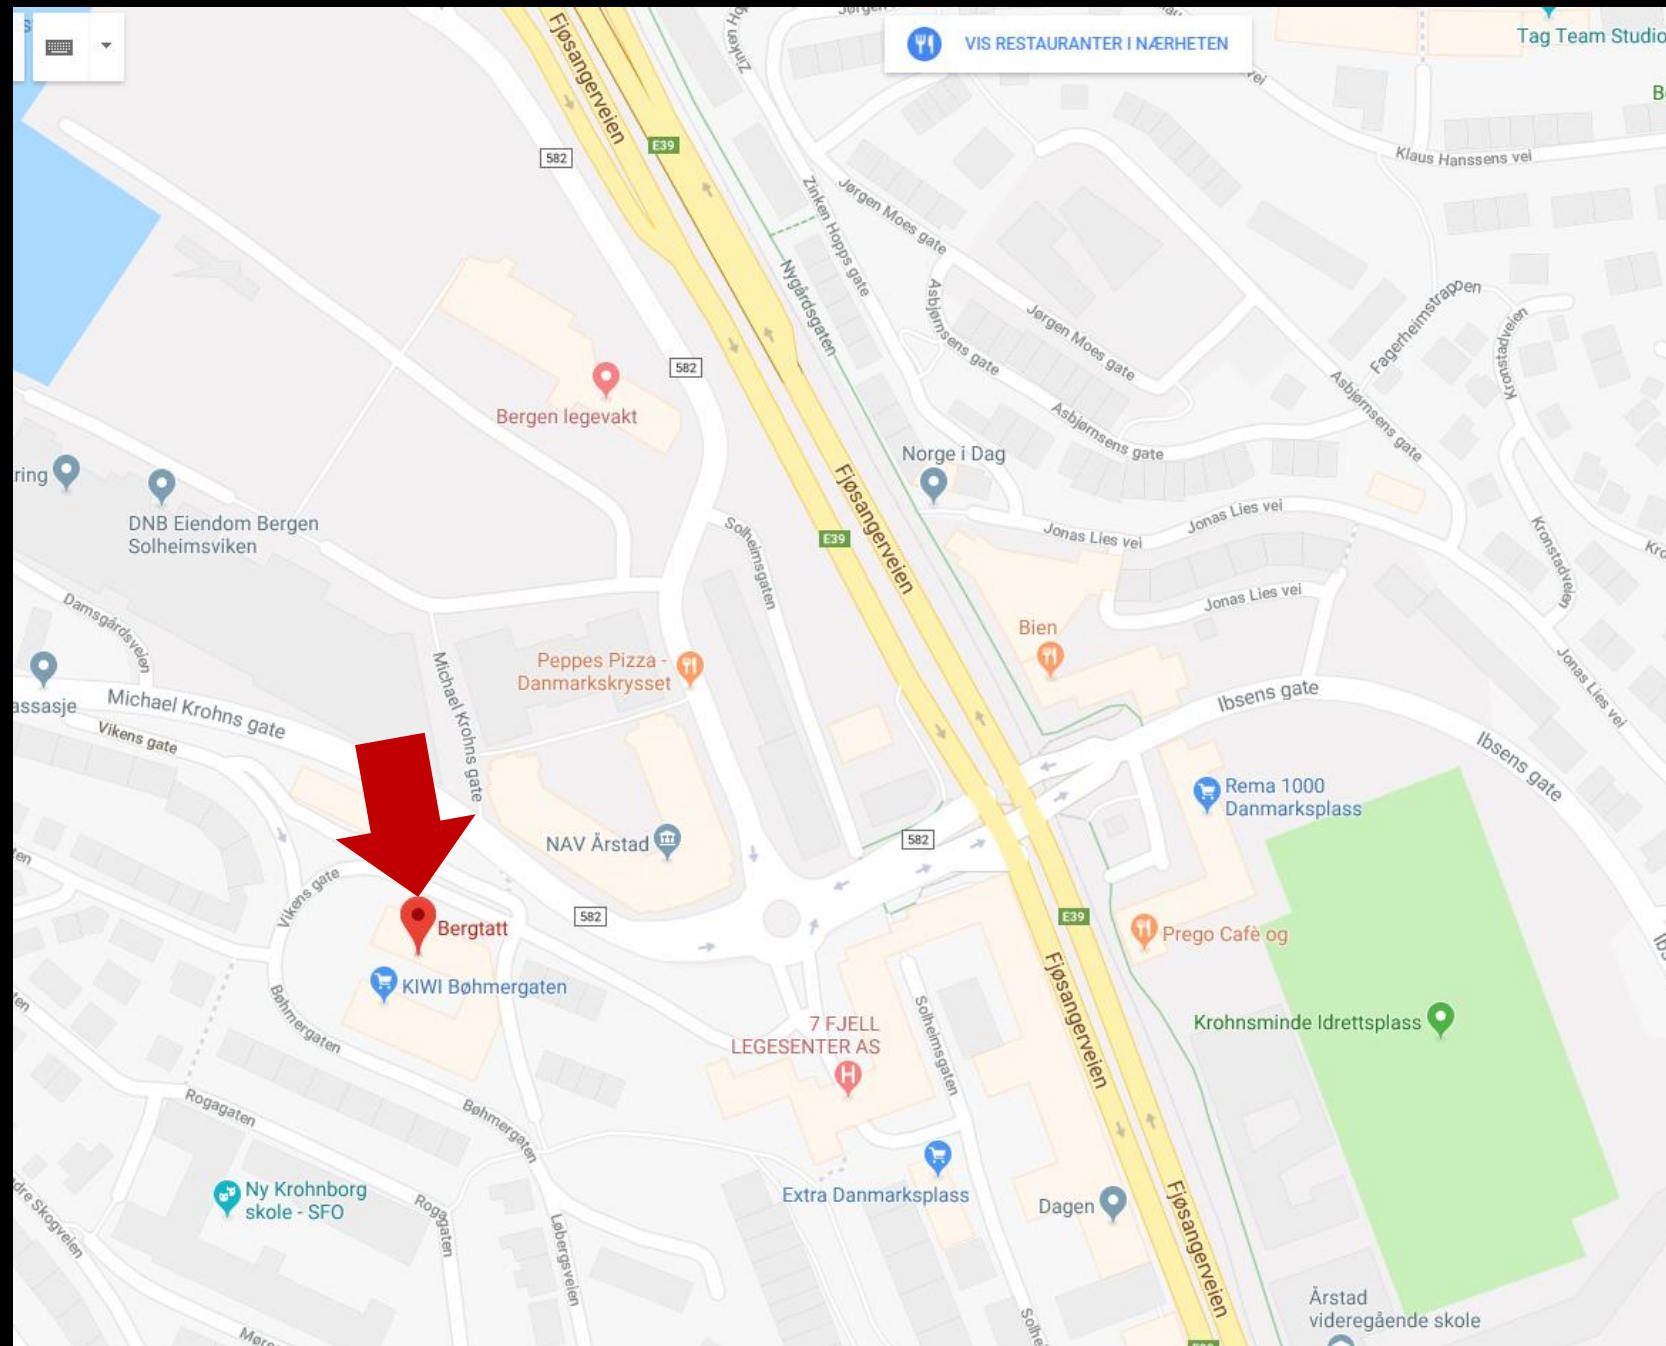 VIS RESTAURANTER I NÆRHETEN
Tag Team Studio
Fjøsangerveien
E39
582
Klaus Hanssens vei
Zinken Hopps gate
Jørgen Moes gate
Nygårdsgaten
Asbjørnsens gate
Jørgen Moes gate
Fagerheimstrappen
Kronstadveien
582
Bergen legevakt
Asbjørnsens gate
Asbjørnsens gate
Norge i Dag
Fjøsangerveien
ring
DNB Eiendom Bergen
Solheimsviken
Solheimsgaten
E39
Jonas Lies vei
Jonas Lies vei
Kronstadveien
Jonas Lies vei
Damsgårdsveien
Bien
Peppes Pizza -
Danmarkskrysset
Michael Krohns gate
Jonas Lies vei
assasje
Michael Krohns gate
Vikens gate
Ibsens gate
Ibsens gate
Rema 1000
Danmarksplass
NAV Årstad
582
Vikens gate
582
Bergtatt
E39
Prego Cafè og
KIWI Bøhmergaten
Bøhmergaten
Fjøsangerveien
7 FJELL
LEGESENTER AS
Solheimsgaten
Krohnsminde Idrettsplass
Rogagaten
Bøhmergaten
Ny Krohnborg
skole - SFO
Rogagaten
Extra Danmarksplass
Dagen
Fjøsangerveien
Løbergsveien
dre Skogveien
Årstad
videregående skole